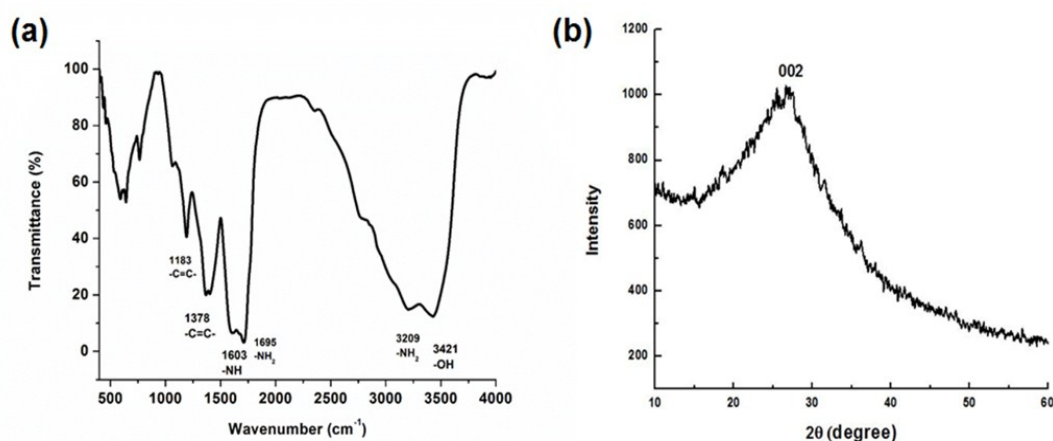 (a)
Transmittance (%)
100
80
60
40
20
0
1183
-C=C-
1378
-C=C-
1603
-NH
1695
-NH₂
3209
-NH₂
3421
-OH
500 1000 1500 2000 2500 3000 3500 4000
Wavenumber (cm⁻¹)
(b)
Intensity
1200
1000
800
600
400
200
002
10 20 30 40 50 60
2θ (degree)